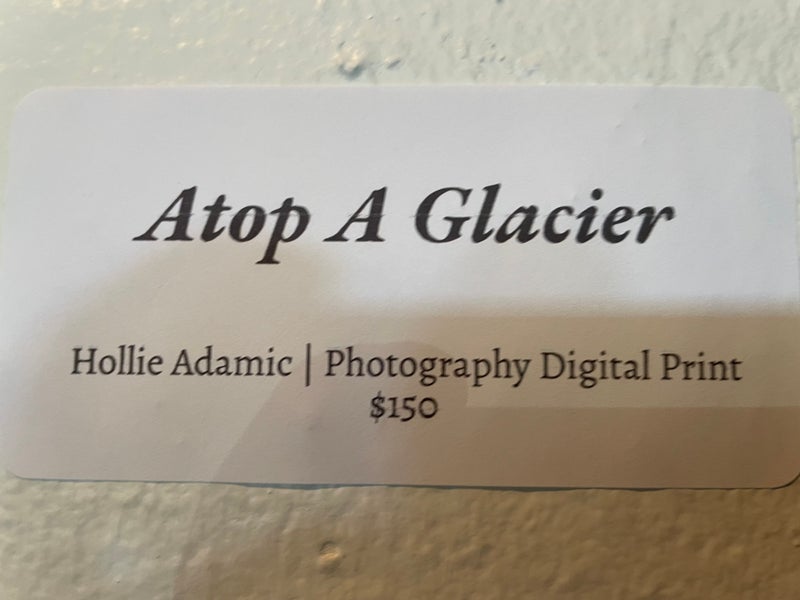 Atop A Glacier
Hollie Adamic | Photography Digital Print
$150